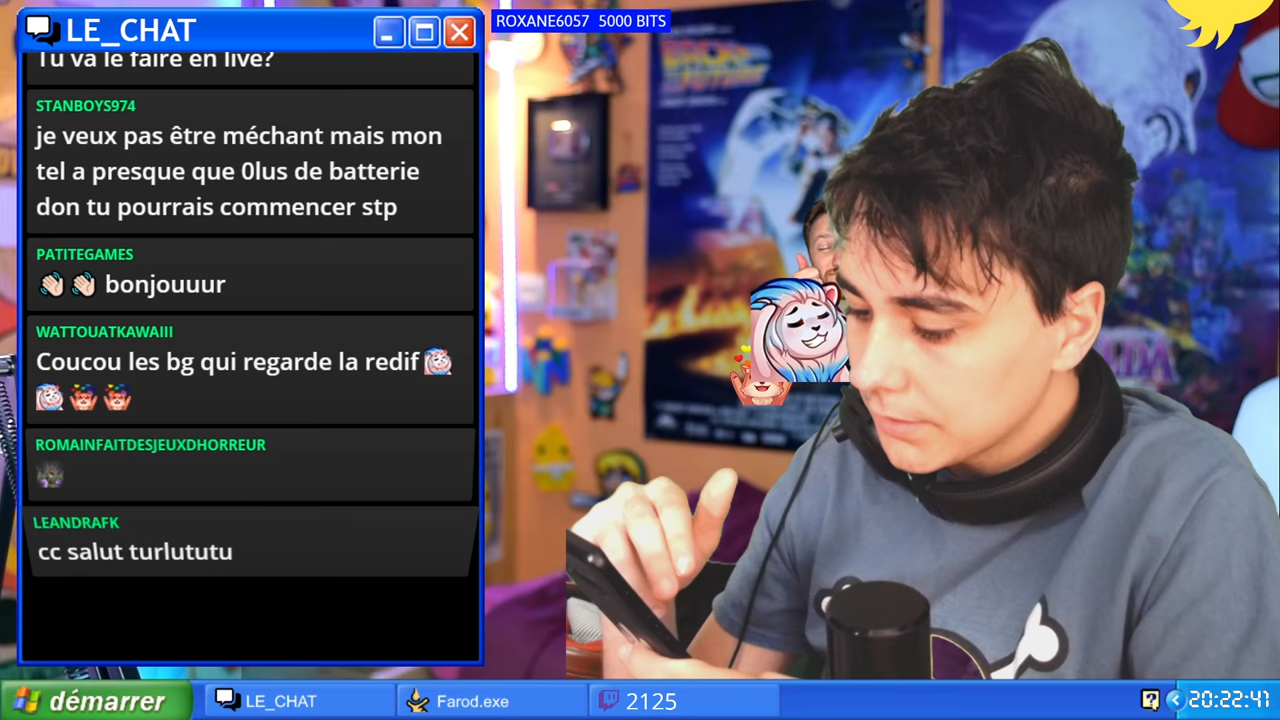 LE_CHAT
Tu va le faire en live?
STANBOYS974
je veux pas être méchant mais mon
tel a presque que 0lus de batterie
don tu pourrais commencer stp
PATITEGAMES
👋🏻 👋🏻 bonjouuur
WATTOUATKAWAIII
Coucou les bg qui regarde la redif
ROMAINFAITDESJEUXDHORREUR
LEANDRAFK
cc salut turlututu
ROXANE6057 5000 BITS
BACK
FUTURE
démarrer
LE_CHAT
Farod.exe
2125
20:22:41